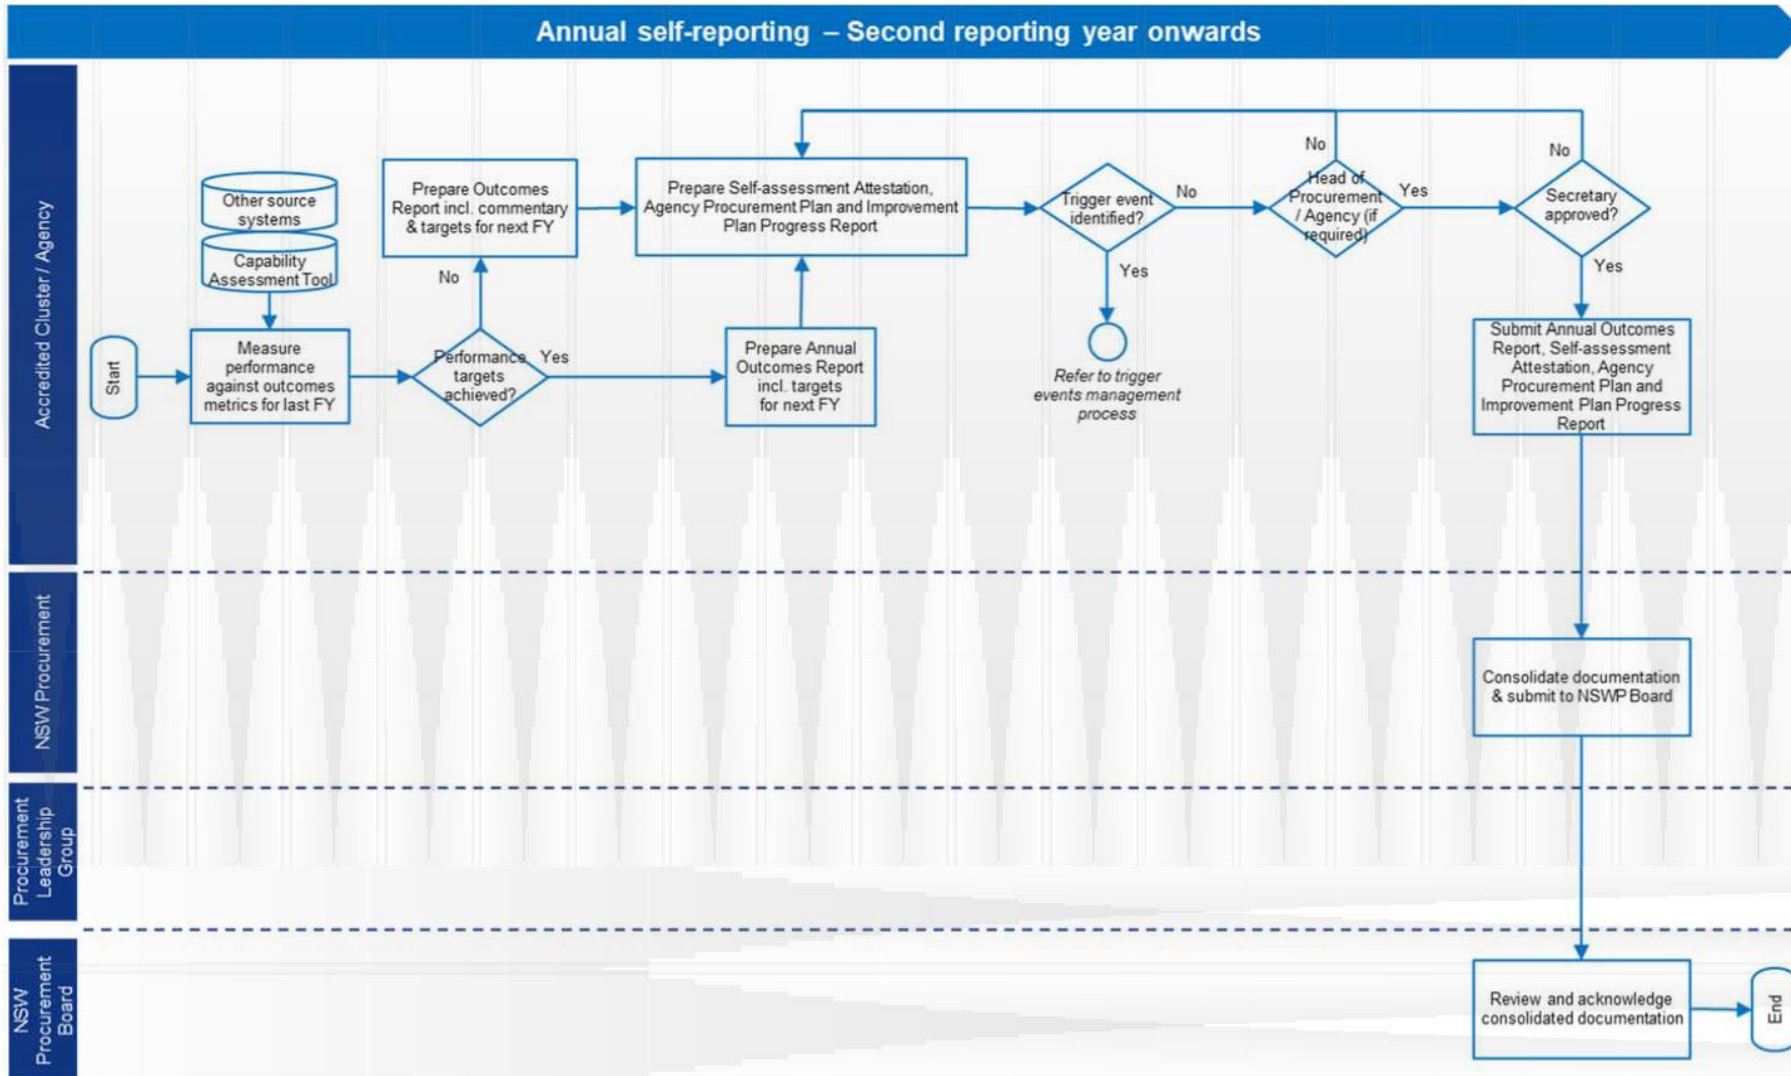 Annual self-reporting – Second reporting year onwards
Accredited Cluster / Agency
Other source
systems
Capability
Assessment Tool
Start
Measure
performance
against outcomes
metrics for last FY
Performance
targets
achieved?
No
Yes
Prepare Outcomes
Report incl. commentary
& targets for next FY
Prepare Annual
Outcomes Report
incl. targets
for next FY
Prepare Self-assessment Attestation,
Agency Procurement Plan and Improvement
Plan Progress Report
Trigger event
identified?
No
Yes
Refer to trigger
events management
process
Head of
Procurement
/ Agency (if
required)
No
Yes
Secretary
approved?
No
Yes
Submit Annual Outcomes
Report, Self-assessment
Attestation, Agency
Procurement Plan and
Improvement Plan Progress
Report
NSW Procurement
Consolidate documentation
& submit to NSWP Board
Procurement
Leadership
Group
NSW
Procurement
Board
Review and acknowledge
consolidated documentation
End